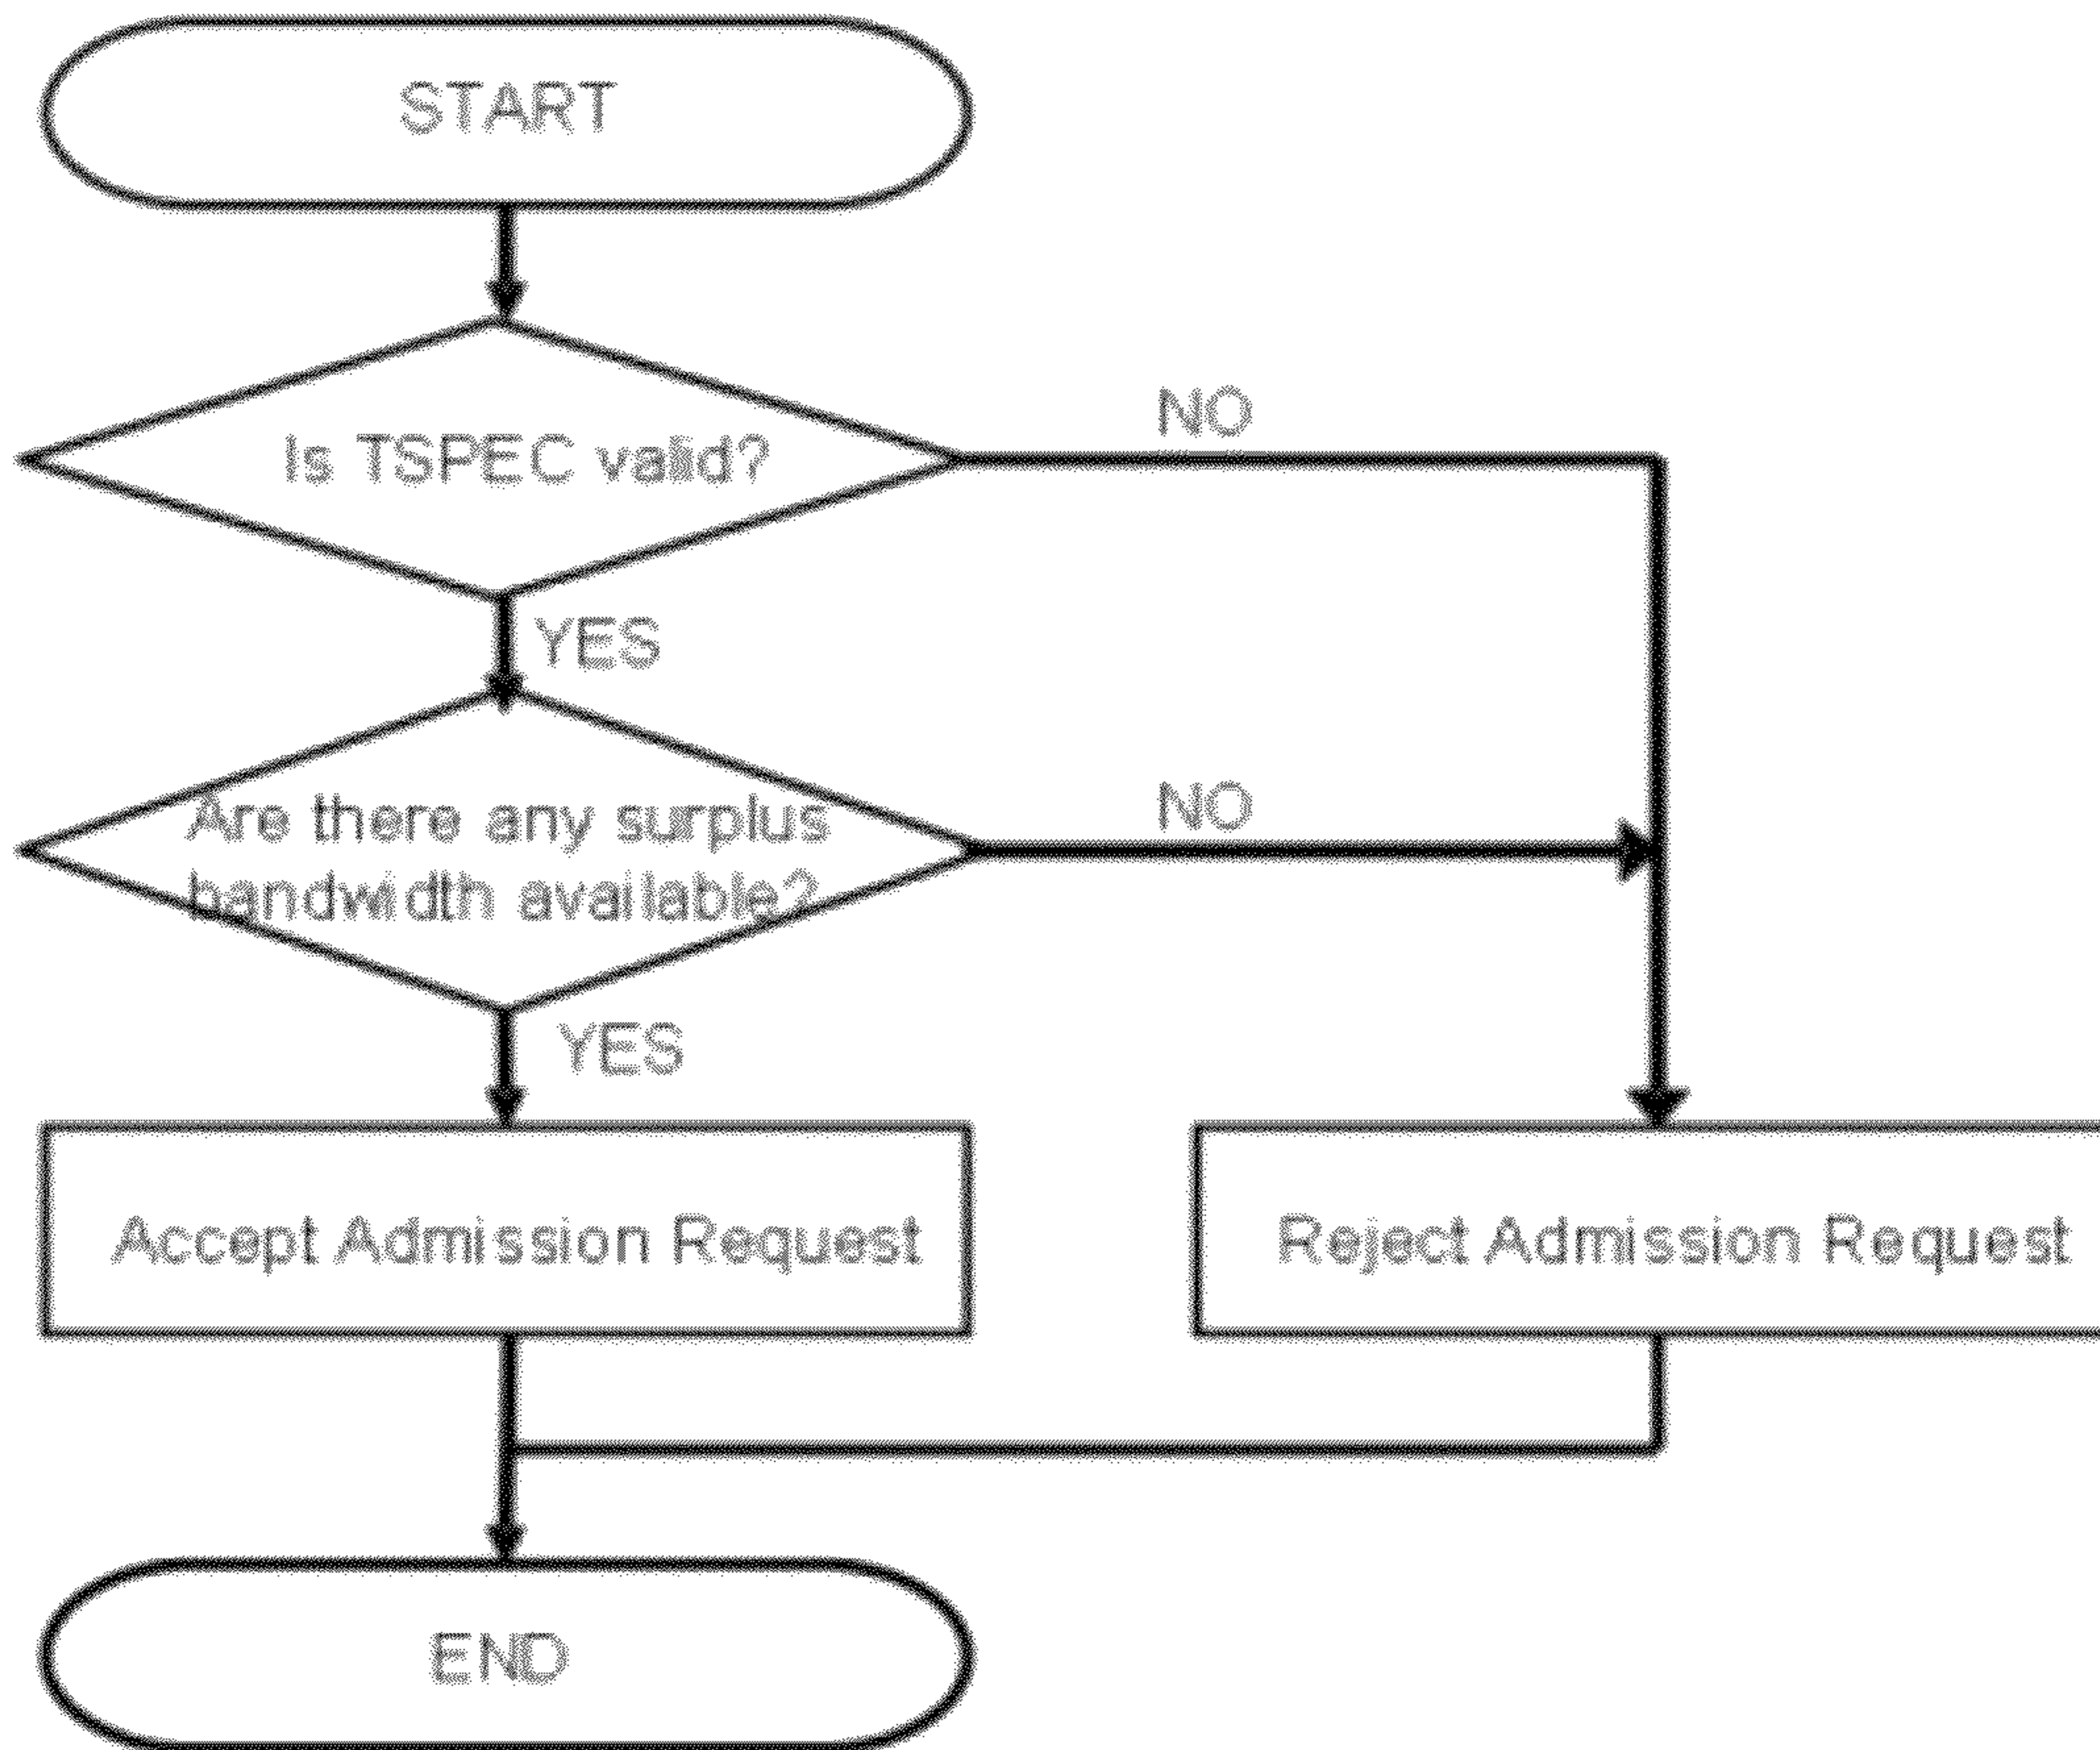 START
Is TSPEC valid?
NO
YES
Are there any surplus
bandwidth available?
NO
YES
Accept Admission Request
Reject Admission Request
END